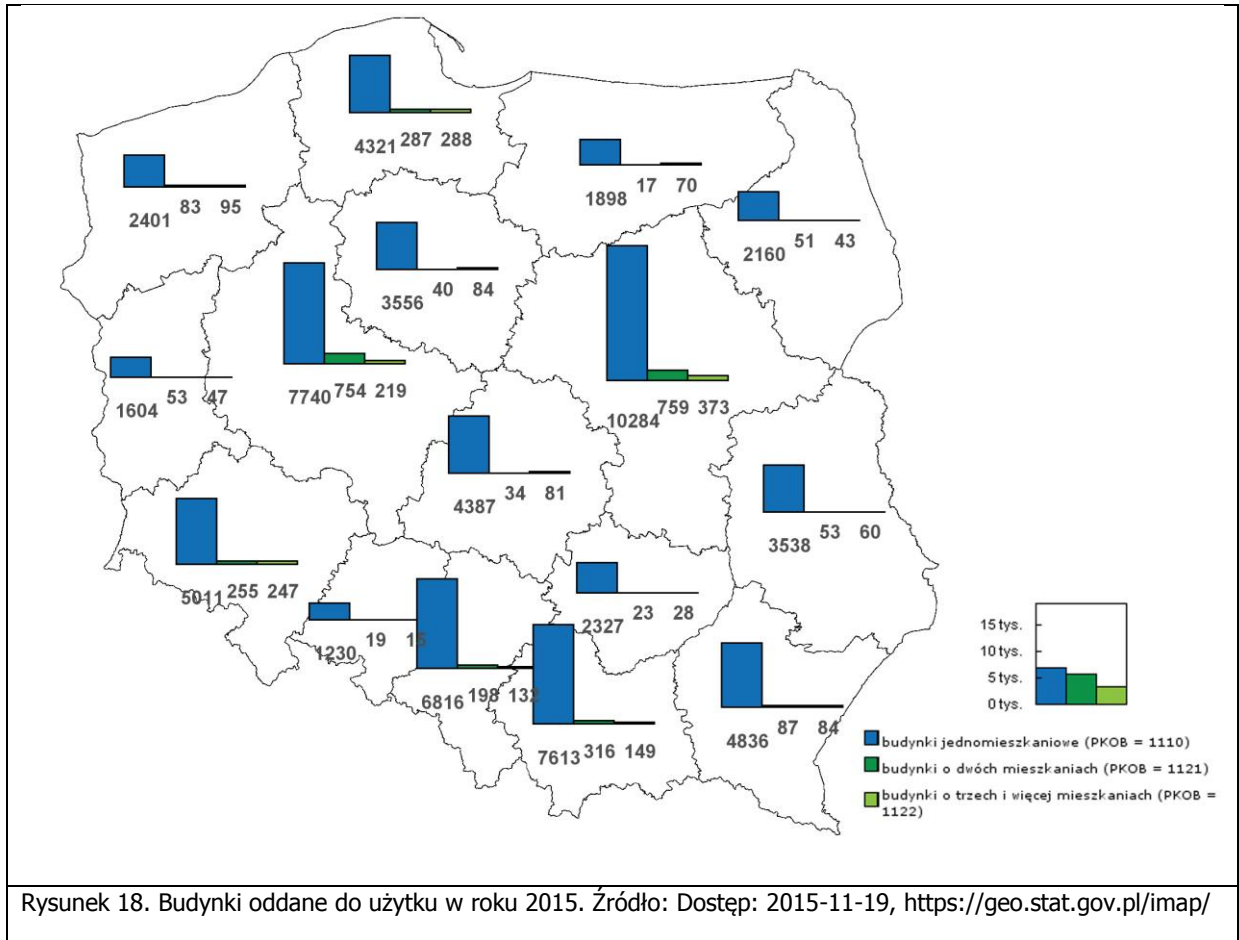 4321 287 288
1898 17 70
2401 83 95
2160 51 43
3556 40 84
7740 754 219
10284 759 373
1604 53 47
4387 34 81
3538 53 60
5011 255 247
2327 23 28
1230 19 15
6816 198 132
7613 316 149
4836 87 84
15 tys.
10 tys.
5 tys.
0 tys.
budynki jednomieszkaniowe (PKOB = 1110)
budynki o dwóch mieszkaniach (PKOB = 1121)
budynki o trzech i więcej mieszkaniach (PKOB =
1122)
Rysunek 18. Budynki oddane do użytku w roku 2015. Źródło: Dostęp: 2015-11-19, https://geo.stat.gov.pl/imap/